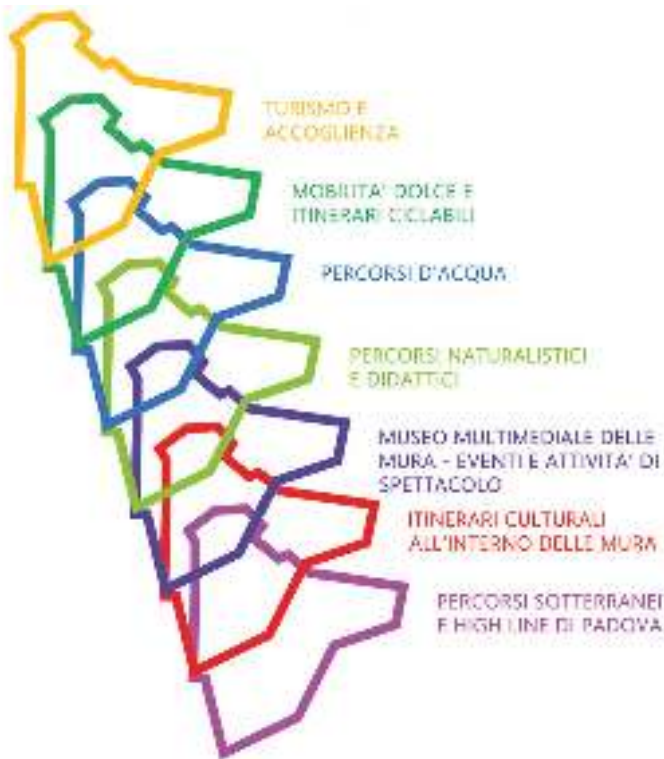 TURISMO E
ACCOGLIENZA
MOBILITA' DOLCE E
ITINERARI CICLABILI
PERCORSI D'ACQUA
PERCORSI NATURALISTICI
E DIDATTICI
MUSEO MULTIMEDIALE DELLE
MURA - EVENTI E ATTIVITA' DI
SPETTACOLO
ITINERARI CULTURALI
ALL'INTERNO DELLE MURA
PERCORSI SOTTERRANEI
E HIGH LINE DI PADOVA